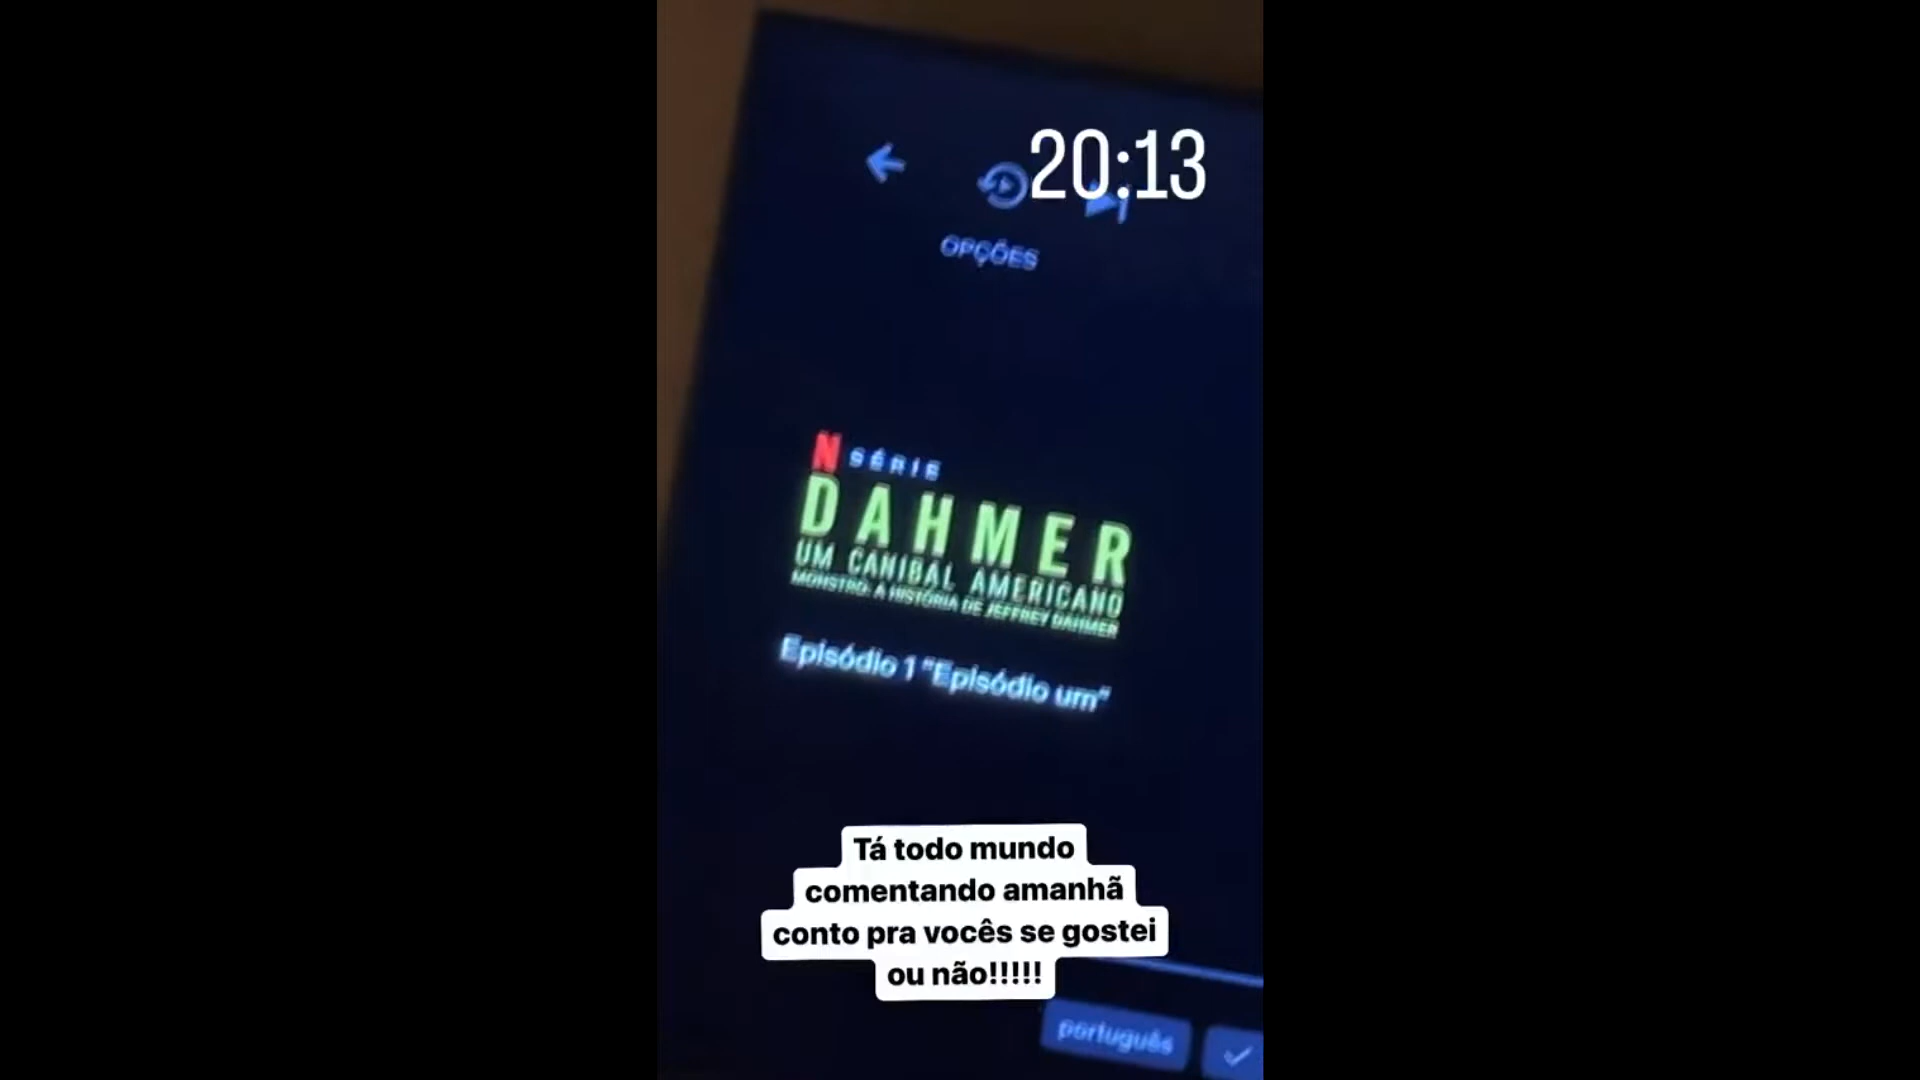 20:13
OPÇÕES
N SÉRIE
DAHMER
UM CANIBAL AMERICANO
MONSTRO: A HISTÓRIA DE JEFFREY DAHMER
Episódio 1 "Episódio um"
Tá todo mundo
comentando amanhã
conto pra vocês se gostei
ou não!!!!!
português